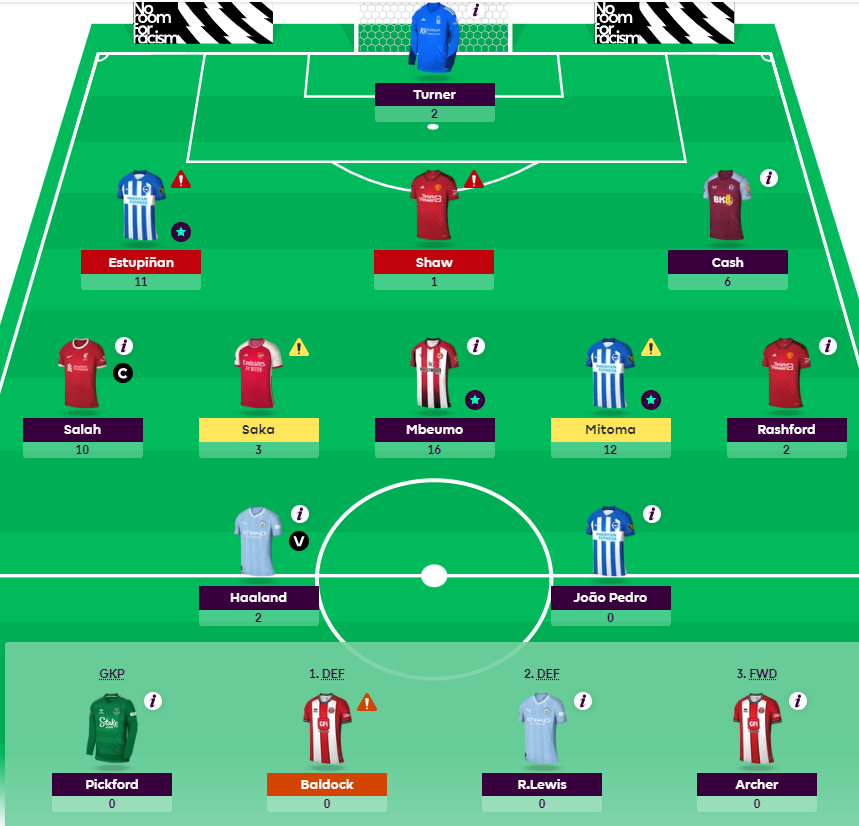 No
room
for
racism
No
room
for
racism
i
Turner
2
! ! i
Estupiñan Shaw Cash
11 1 6
i ! i ! i
C
Salah Saka Mbeumo Mitoma Rashford
10 3 16 12 2
i i
V
Haaland João Pedro
2 0
GKP 1. DEF 2. DEF 3. FWD
i ! i i
Stake
Pickford Baldock R.Lewis Archer
0 0 0 0